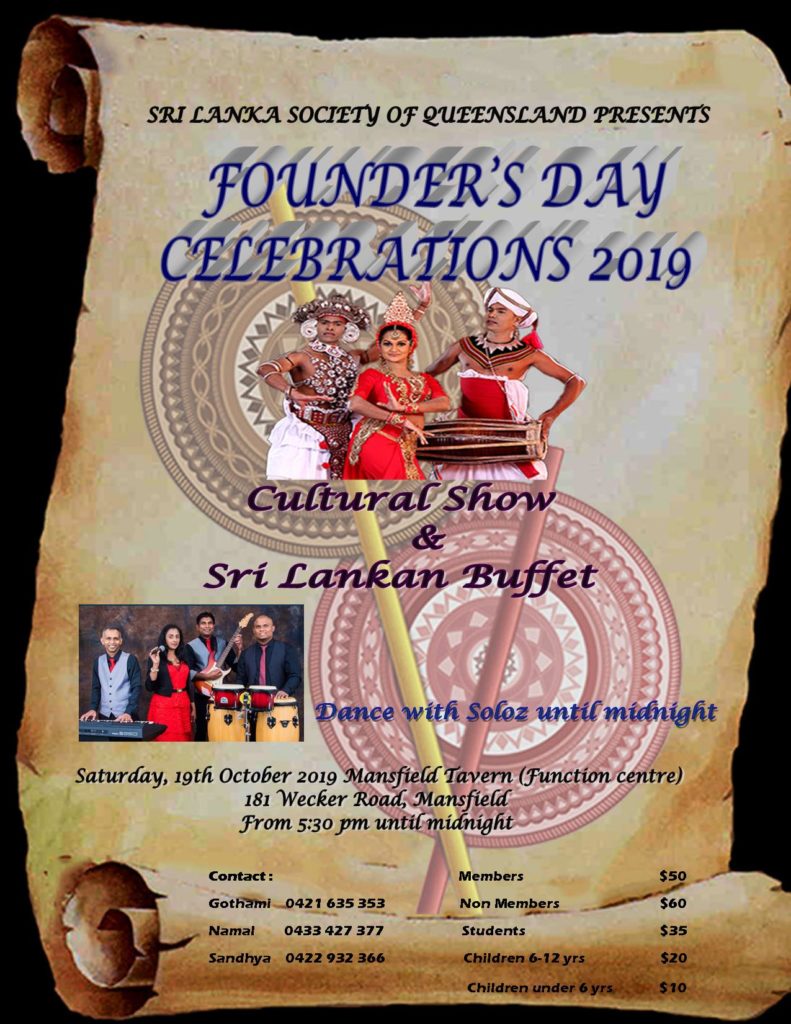 SRI LANKA SOCIETY OF QUEENSLAND PRESENTS
FOUNDER'S DAY
CELEBRATIONS 2019
Cultural Show
&
Sri Lankan Buffet
Dance with Soloz until midnight
Saturday, 19th October 2019 Mansfield Tavern (Function centre)
181 Wecker Road, Mansfield
From 5:30 pm until midnight
Contact : Members $50
Gothami 0421 635 353 Non Members $60
Namal 0433 427 377 Students $35
Sandhya 0422 932 366 Children 6-12 yrs $20
Children under 6 yrs $10